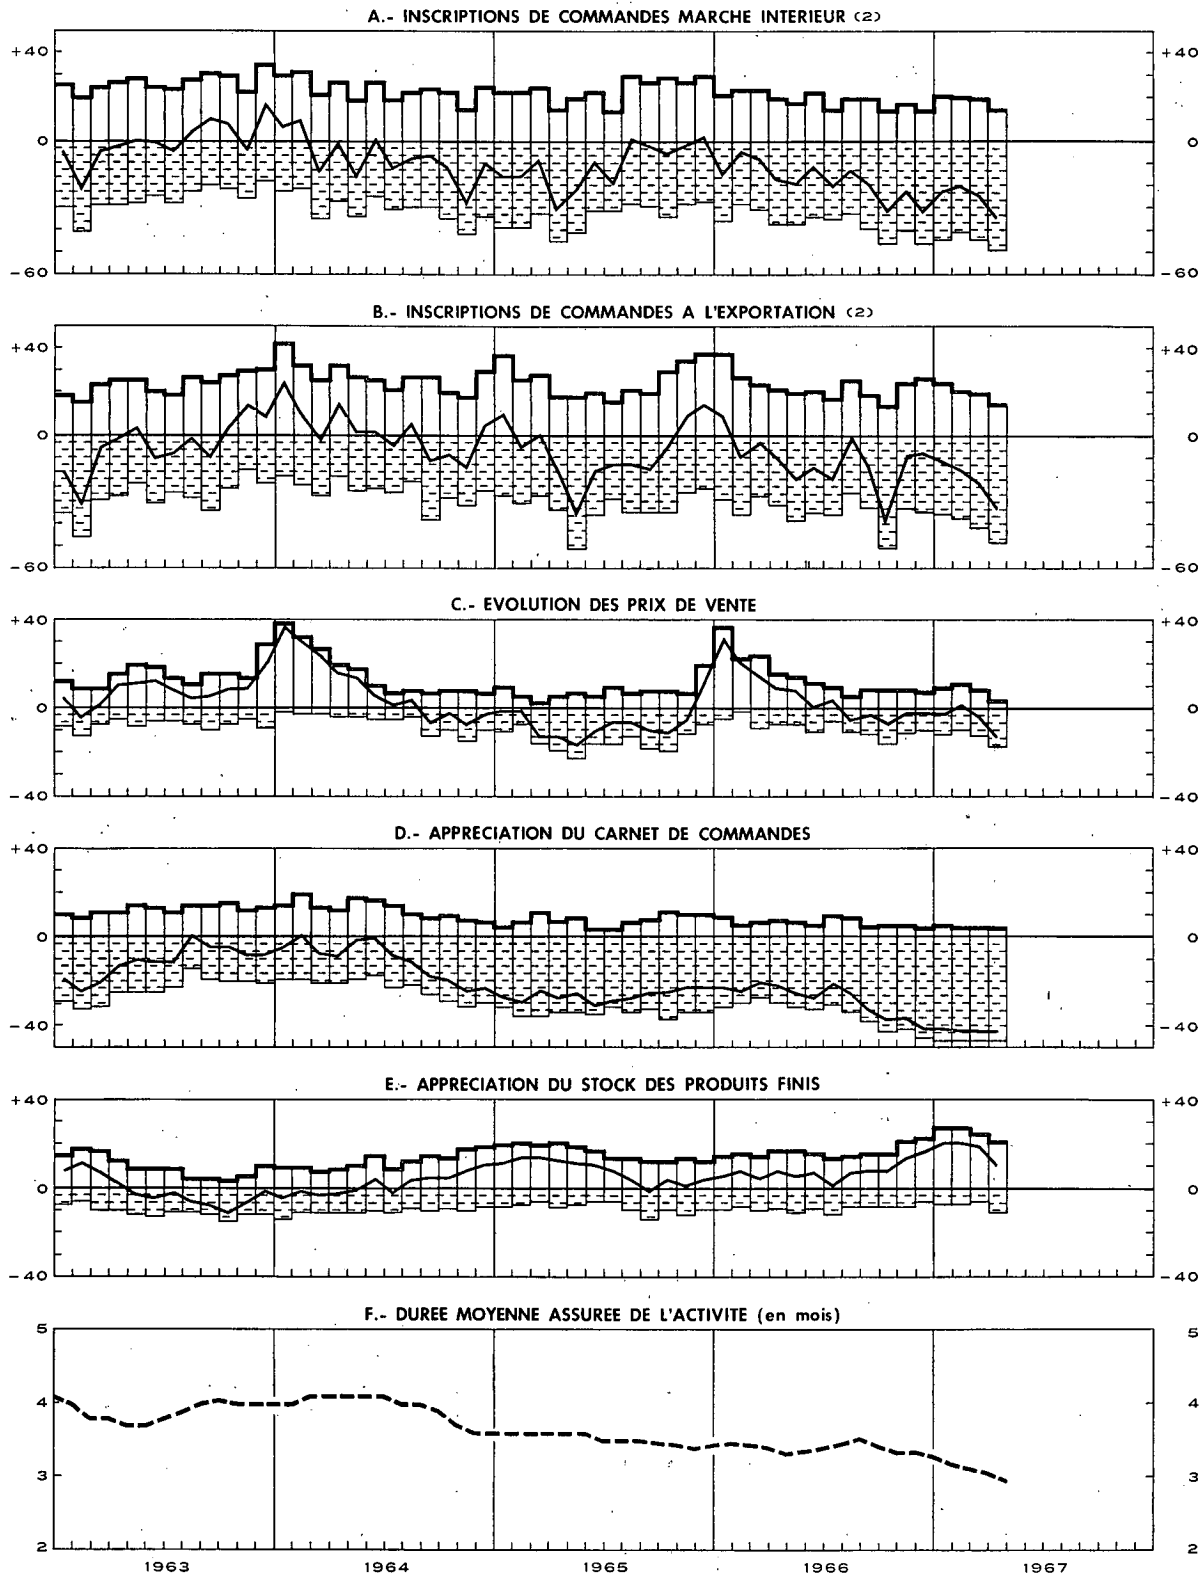 A.- INSCRIPTIONS DE COMMANDES MARCHE INTERIEUR (2)
+40 +40
0 0
-60 -60
B.- INSCRIPTIONS DE COMMANDES A L'EXPORTATION (2)
+40 +40
0 0
-60 -60
C.- EVOLUTION DES PRIX DE VENTE
+40 +40
0 0
-40 -40
D.- APPRECIATION DU CARNET DE COMMANDES
+40 +40
0 0
-40 -40
E.- APPRECIATION DU STOCK DES PRODUITS FINIS
+40 +40
0 0
-40 -40
F.- DUREE MOYENNE ASSUREE DE L'ACTIVITE (en mois)
5 5
4 4
3 3
2 2
1963 1964 1965 1966 1967